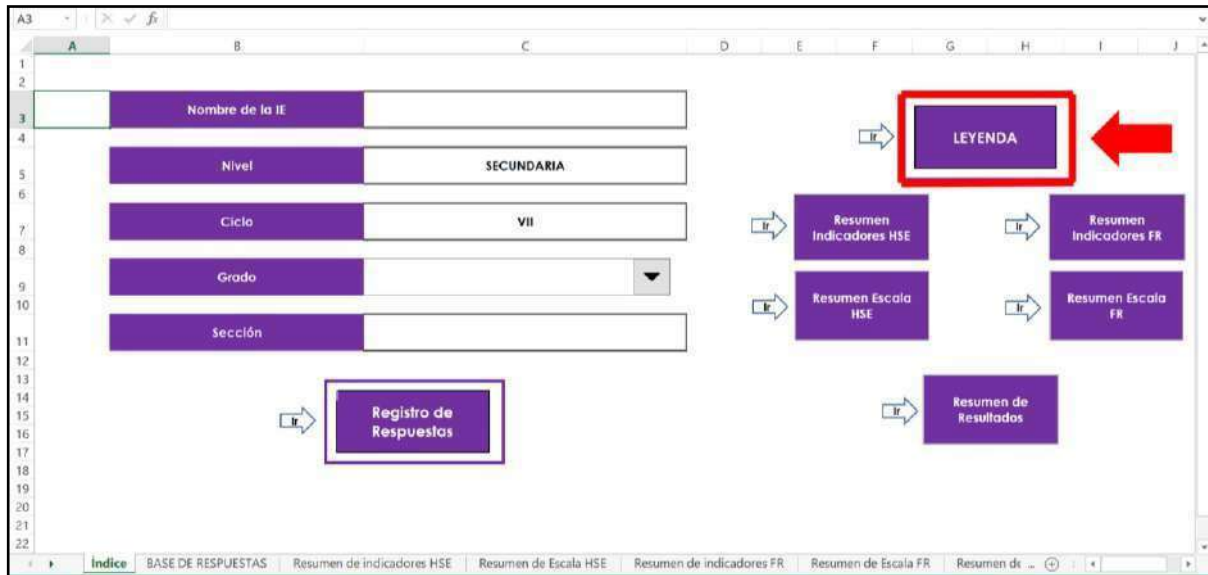 A3 fx
A B C D E F G H I J
1
2
3 Nombre de la IE Ir LEYENDA
4
5 Nivel SECUNDARIA
6
7 Ciclo VII Ir Resumen Indicadores HSE Ir Resumen Indicadores FR
8
9 Grado
10 Ir Resumen Escala HSE Ir Resumen Escala FR
11 Sección
12
13
14 Ir Registro de Respuestas Ir Resumen de Resultados
15
16
17
18
19
20
21
22
Índice BASE DE RESPUESTAS Resumen de indicadores HSE Resumen de Escala HSE Resumen de indicadores FR Resumen de Escala FR Resumen de ...